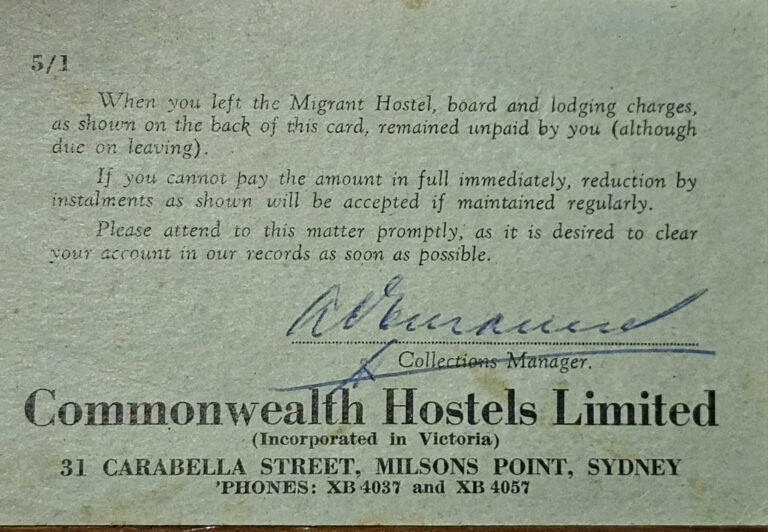 5/1
When you left the Migrant Hostel, board and lodging charges,
as shown on the back of this card, remained unpaid by you (although
due on leaving).
If you cannot pay the amount in full immediately, reduction by
instalments as shown will be accepted if maintained regularly.
Please attend to this matter promptly, as it is desired to clear
your account in our records as soon as possible.
Collections Manager.
Commonwealth Hostels Limited
(Incorporated in Victoria)
31 CARABELLA STREET, MILSONS POINT, SYDNEY
'PHONES: XB 4037 and XB 4057